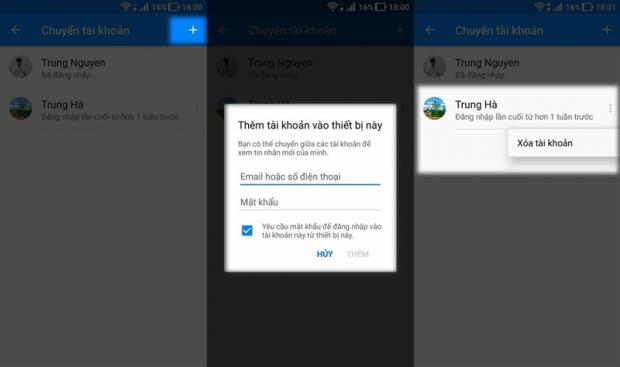 16% 18:00
Chuyển tài khoản
Trung Nguyen
Đã đăng nhập
Trung Hà
Đăng nhập lần cuối từ hơn 1 tuần trước
16% 18:00
Chuyển tài khoản
Trung Nguyen
Đã đăng nhập
Trung Hà
Thêm tài khoản vào thiết bị này
Bạn có thể chuyển giữa các tài khoản để
xem tin nhắn mới của mình.
Email hoặc số điện thoại
Mật khẩu
Yêu cầu mật khẩu để đăng nhập vào
tài khoản này từ thiết bị này.
HỦY THÊM
16% 18:01
Chuyển tài khoản
Trung Nguyen
Đã đăng nhập
Trung Hà
Đăng nhập lần cuối từ hơn 1 tuần trước
Xóa tài khoản